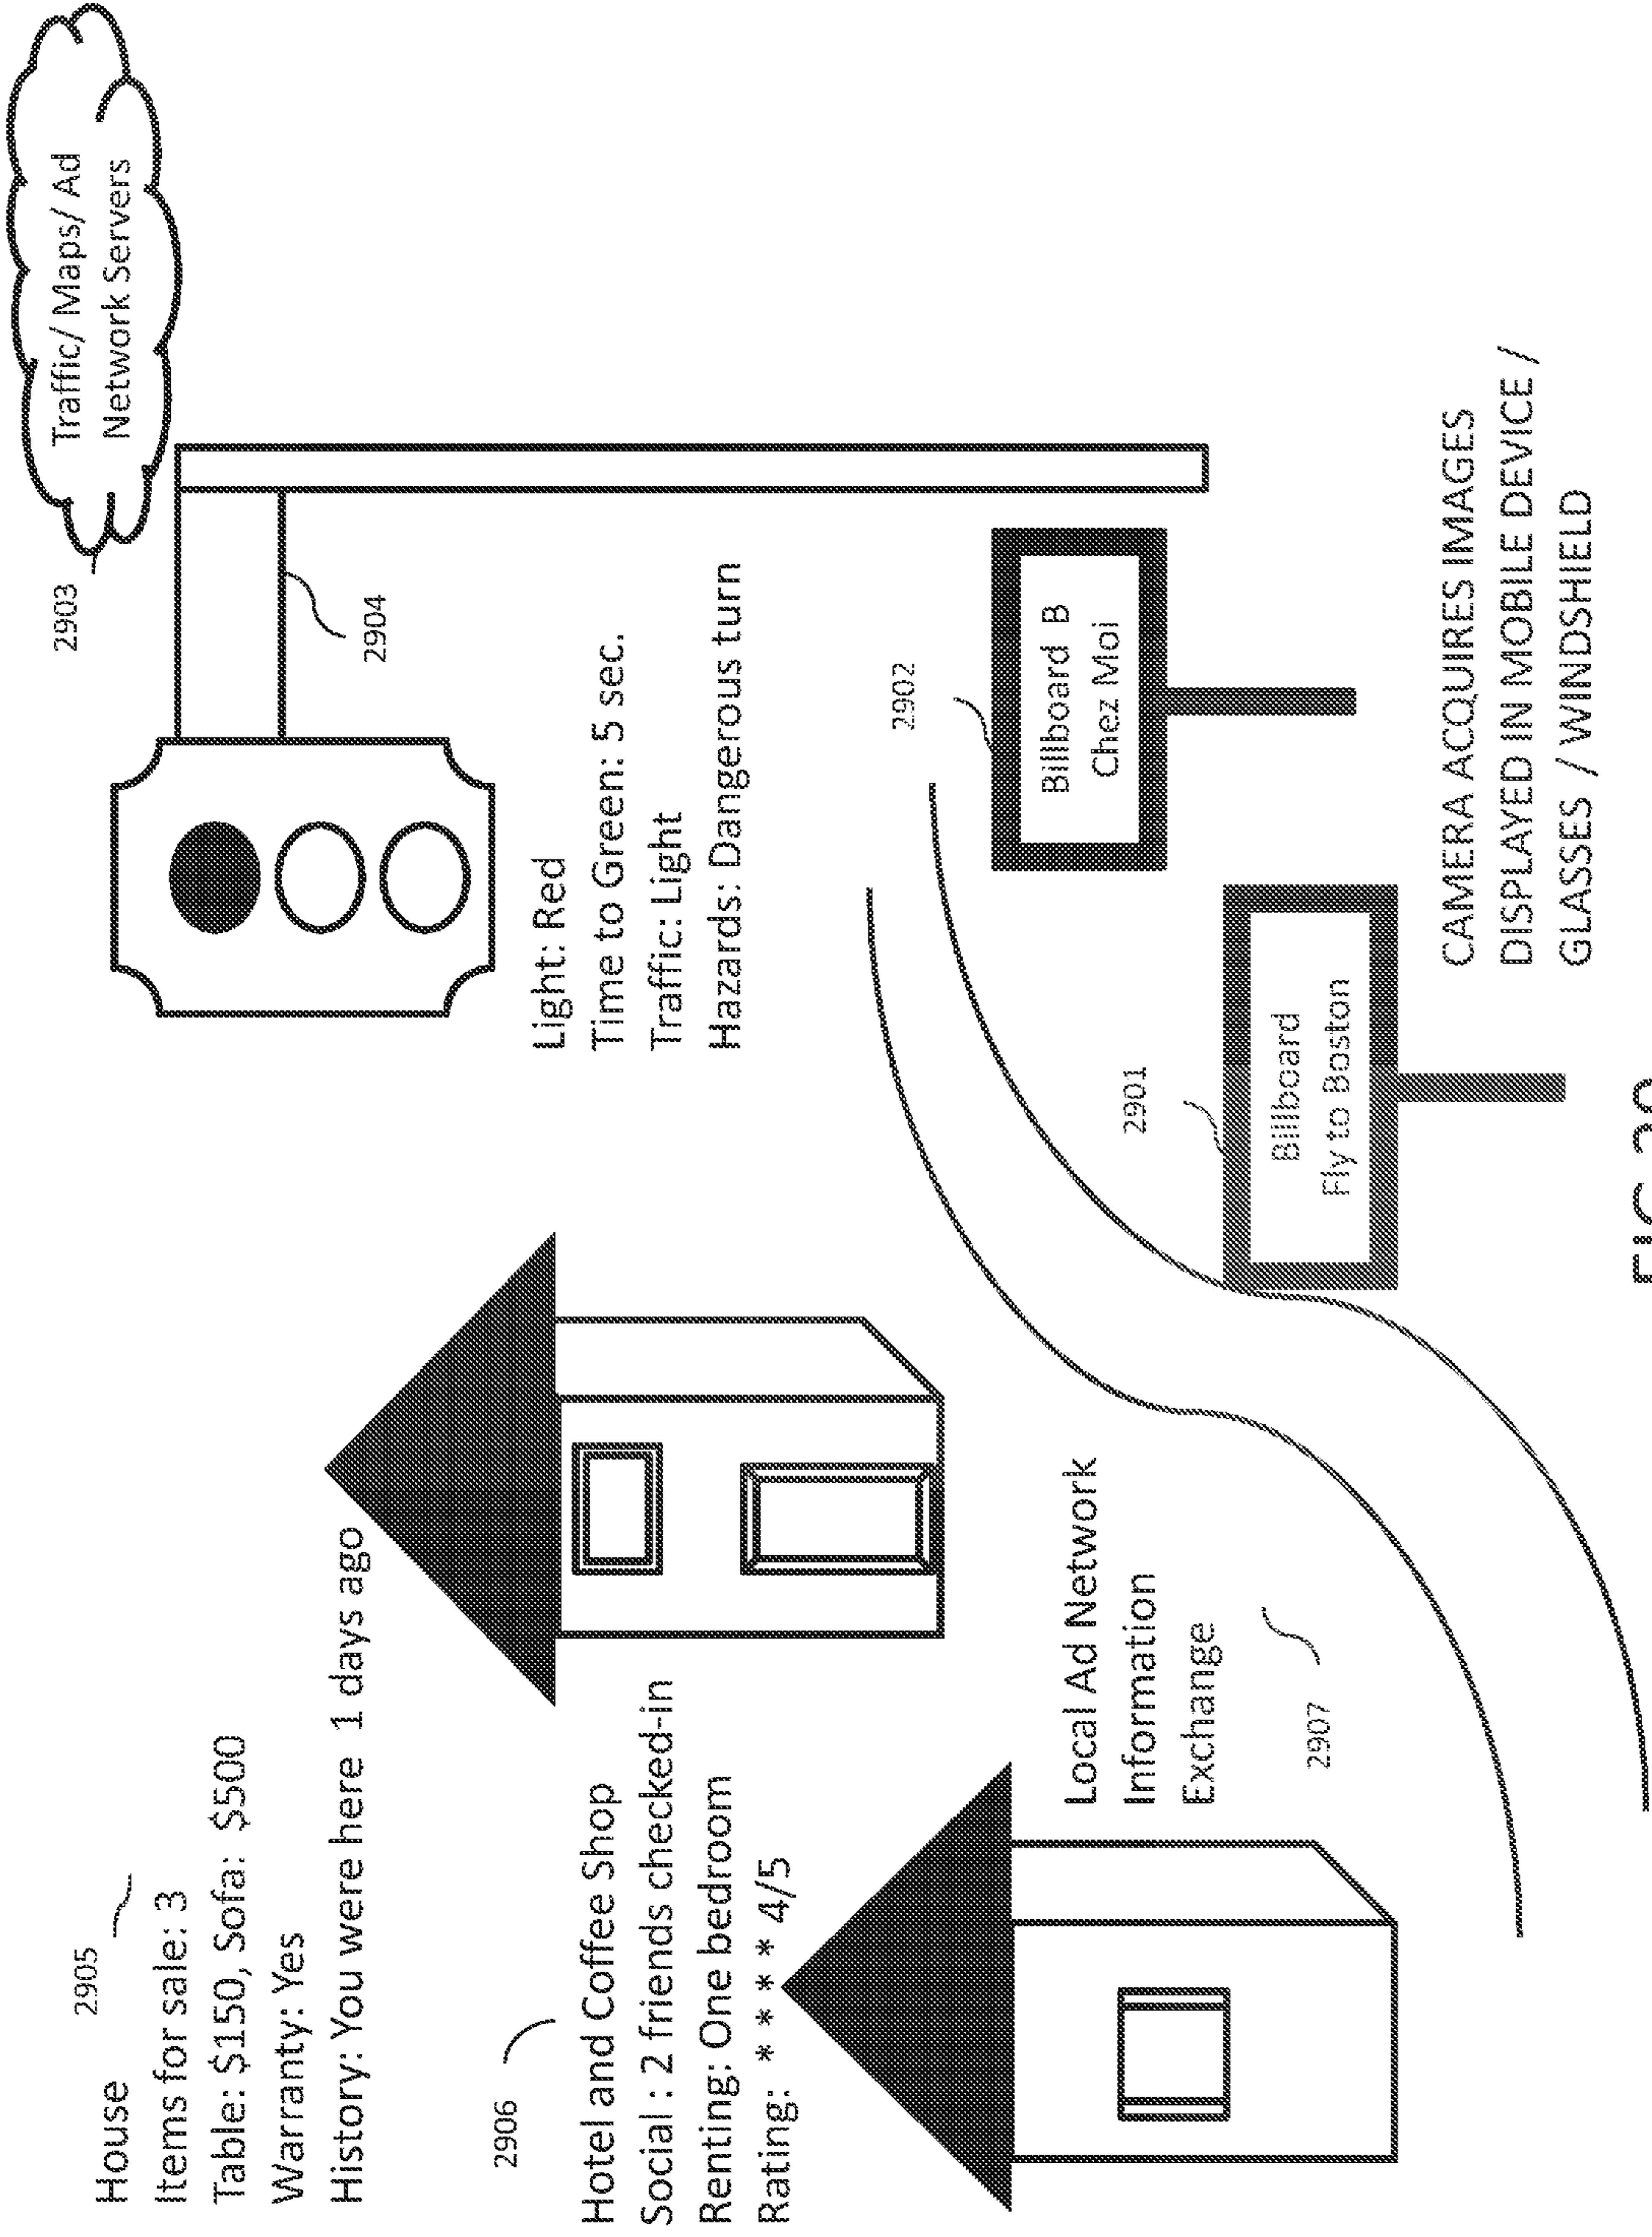 2905
House
Items for sale: 3
Table: $150, Sofa: $500
Warranty: Yes
History: You were here 1 days ago
2906
Hotel and Coffee Shop
Social : 2 friends checked-in
Renting: One bedroom
Rating: * * * * 4/5
Local Ad Network
Information
Exchange
2907
2903
Traffic/ Maps/ Ad
Network Servers
2904
Light: Red
Time to Green: 5 sec.
Traffic: Light
Hazards: Dangerous turn
2902
Billboard B
Chez Moi
2901
Billboard
Fly to Boston
CAMERA ACQUIRES IMAGES
DISPLAYED IN MOBILE DEVICE /
GLASSES / WINDSHIELD